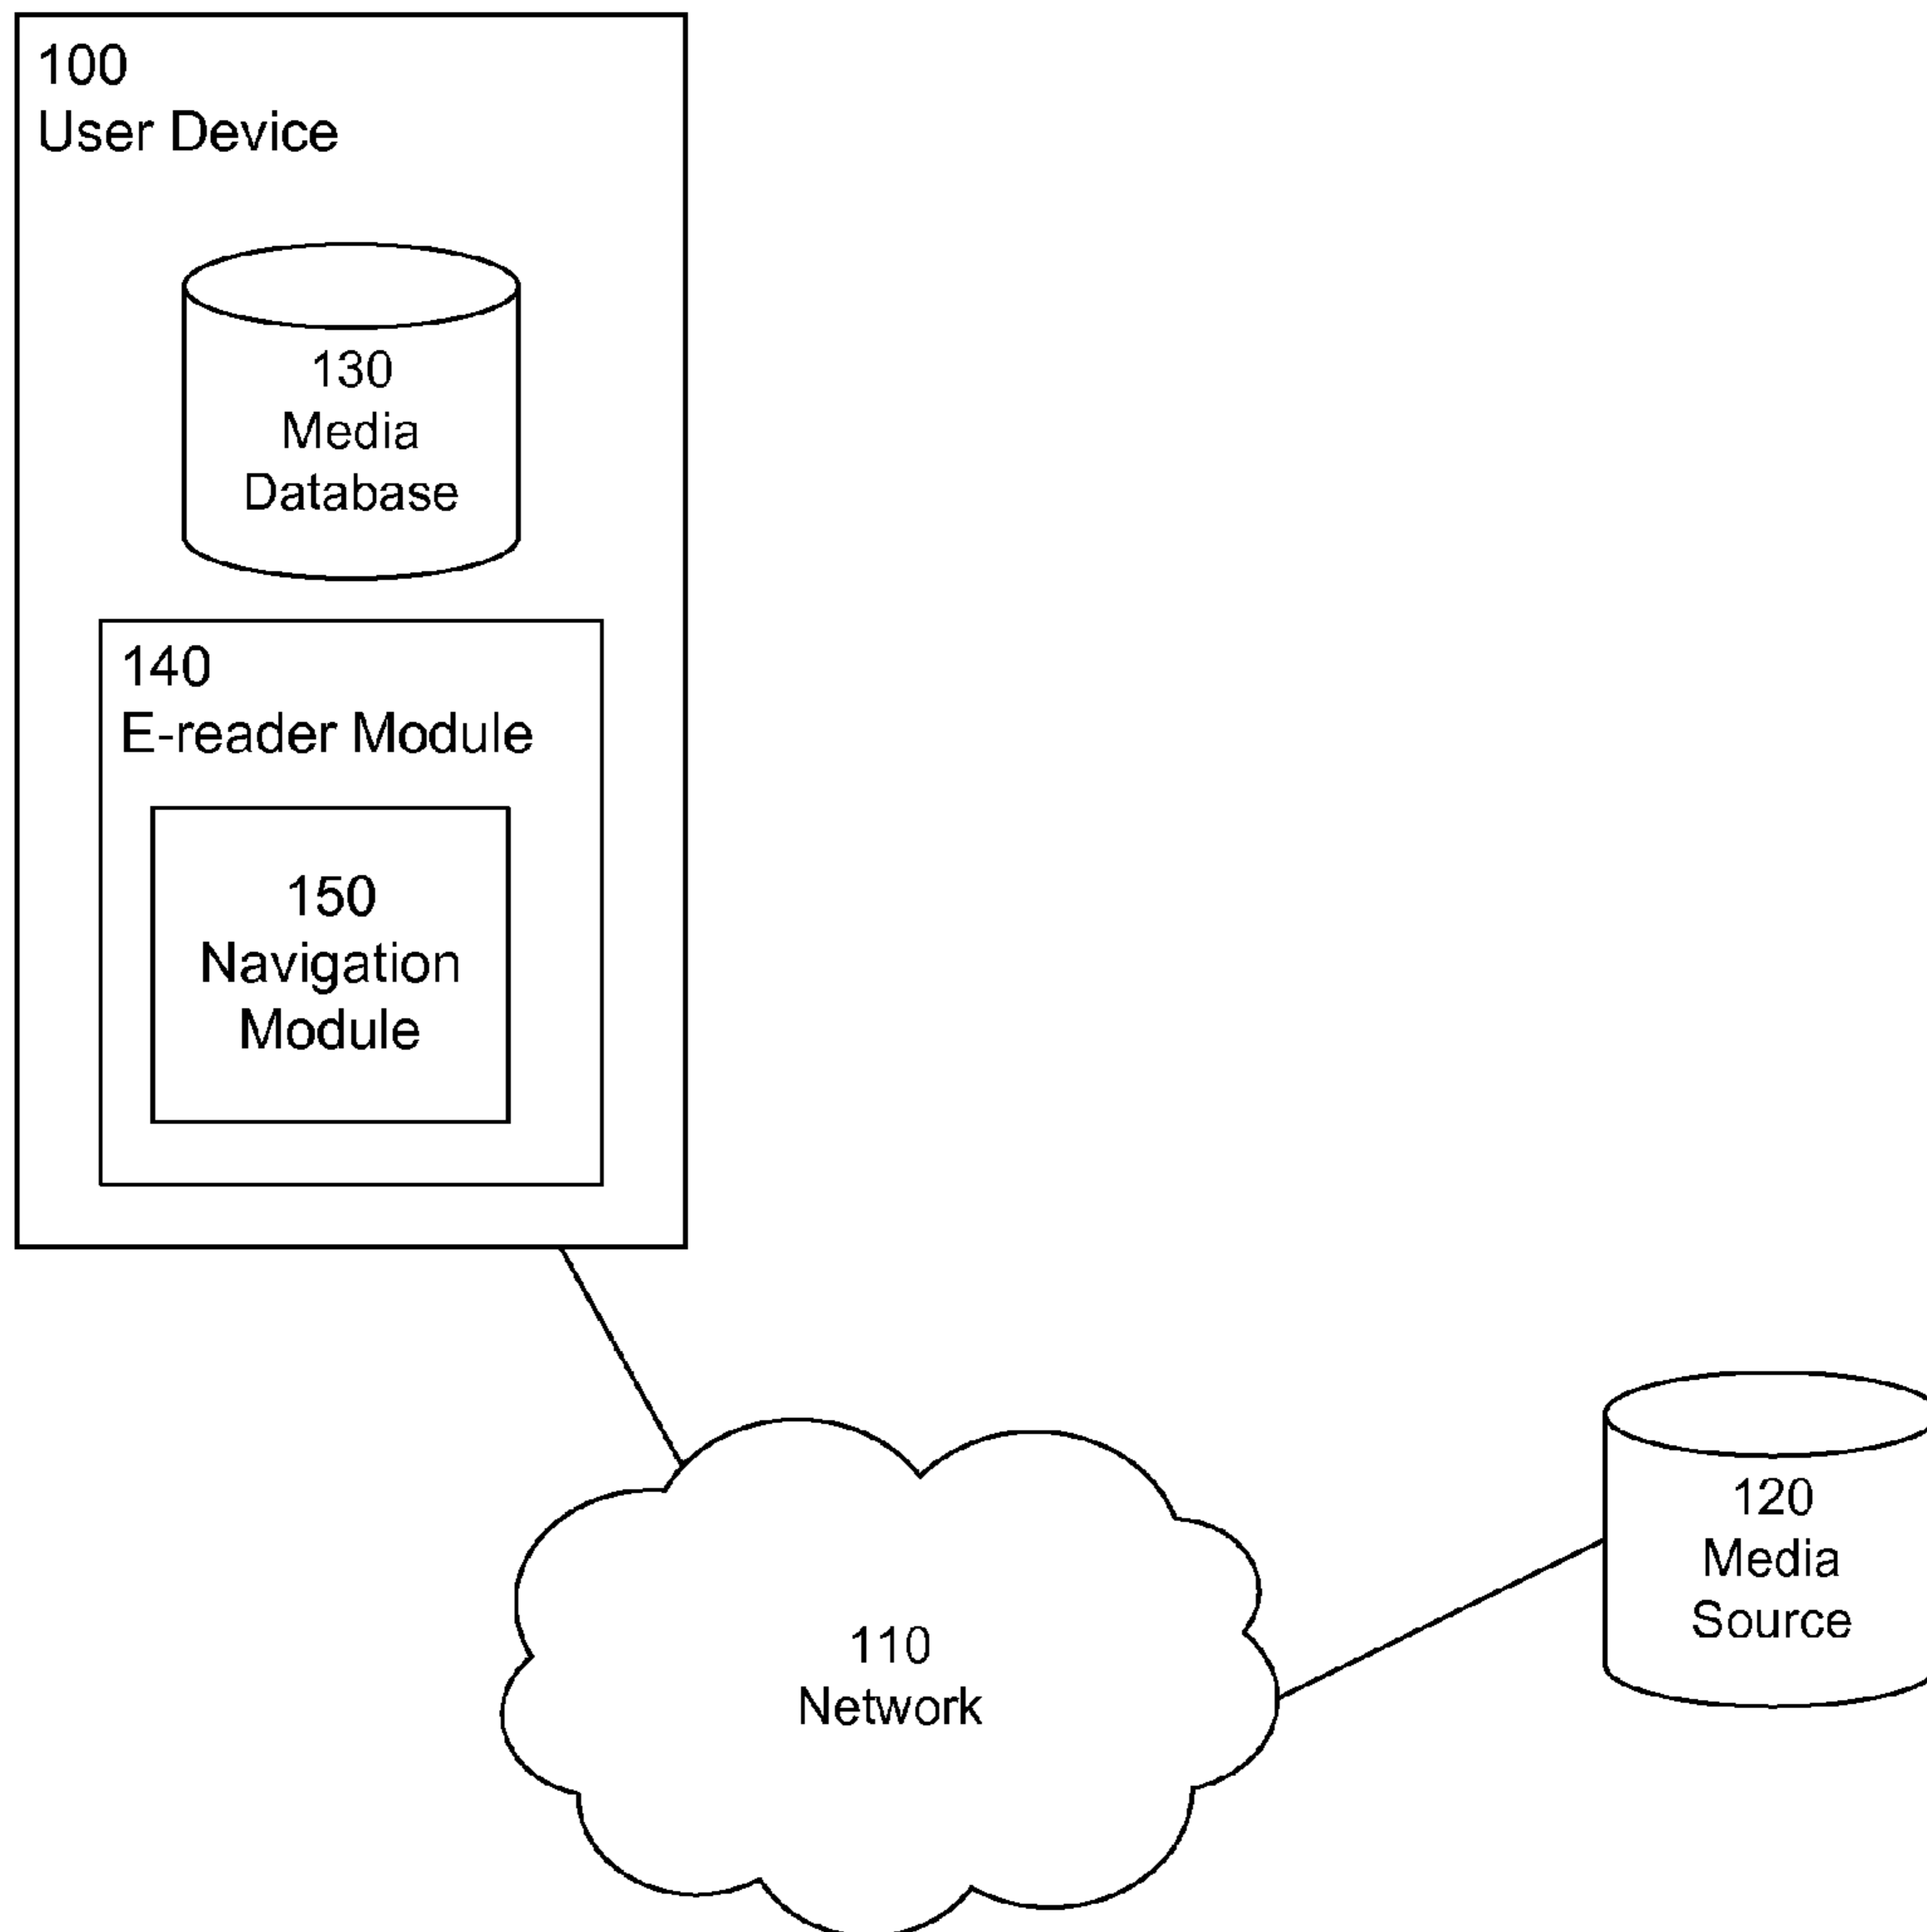 100
User Device
130
Media
Database
140
E-reader Module
150
Navigation
Module
110
Network
120
Media
Source